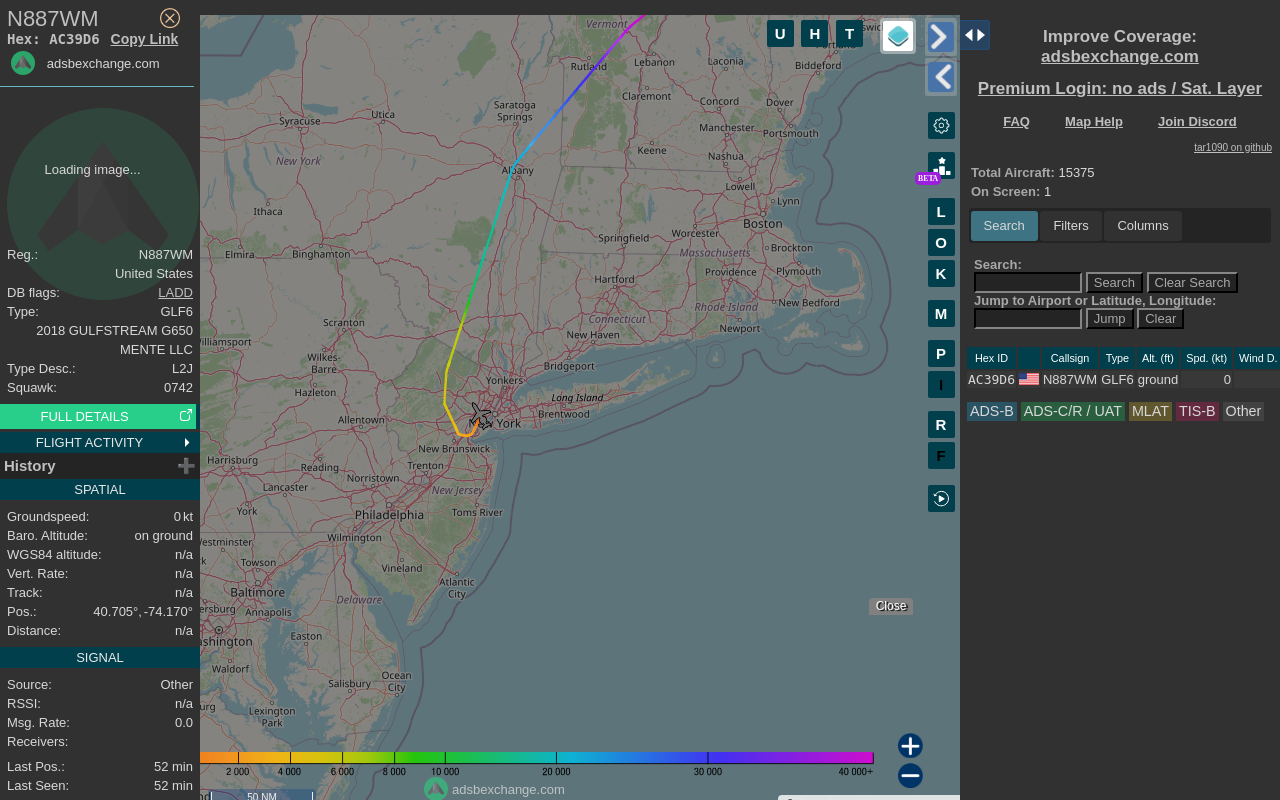 N887WM
Hex: AC39D6 Copy Link
adsbexchange.com
Loading image...
Reg.: N887WM
United States
DB flags: LADD
Type: GLF6
2018 GULFSTREAM G650
MENTE LLC
Type Desc.: L2J
Squawk: 0742
FULL DETAILS
FLIGHT ACTIVITY
History
SPATIAL
Groundspeed: 0 kt
Baro. Altitude: on ground
WGS84 altitude: n/a
Vert. Rate: n/a
Track: n/a
Pos.: 40.705°, -74.170°
Distance: n/a
SIGNAL
Source: Other
RSSI: n/a
Msg. Rate: 0.0
Receivers:
Last Pos.: 52 min
Last Seen: 52 min
Vermont
Rutland
Lebanon
Laconia
Biddeford
Claremont
Concord
Dover
Saratoga
Springs
Utica
Syracuse
Manchester
Portsmouth
Keene
Nashua
New York
Albany
Lowell
Lynn
Ithaca
Boston
Worcester
Springfield
Brockton
Elmira
Binghamton
Massachusetts
Providence
Plymouth
Hartford
New Bedford
Rhode Island
Connecticut
Newport
Scranton
New Haven
Williamsport
Wilkes-
Barre
Bridgeport
Yonkers
Hazleton
Long Island
Brentwood
Allentown
York
New Brunswick
Harrisburg
Reading
Trenton
Norristown
Lancaster
New Jersey
York
Philadelphia
Toms River
Wilmington
Westminster
Towson
Vineland
Atlantic
City
Baltimore
Delaware
Annapolis
Easton
Waldorf
Ocean
City
Salisbury
Lexington
Park
U H T
BETA
L
O
K
M
P
I
R
F
Close
2 000 4 000 6 000 8 000 10 000 20 000 30 000 40 000+
adsbexchange.com
50 NM
Improve Coverage:
adsbexchange.com
Premium Login: no ads / Sat. Layer
FAQ Map Help Join Discord
tar1090 on github
Total Aircraft: 15375
On Screen: 1
Search Filters Columns
Search:
Search Clear Search
Jump to Airport or Latitude, Longitude:
Jump Clear
Hex ID Callsign Type Alt. (ft) Spd. (kt) Wind D.
AC39D6 N887WM GLF6 ground 0
ADS-B ADS-C/R / UAT MLAT TIS-B Other